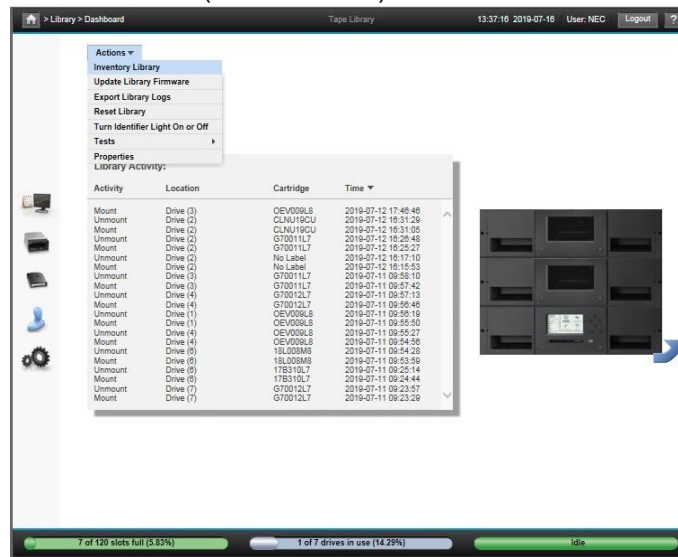 > Library > Dashboard Tape Library 13:37:16 2019-07-16 User: NEC Logout ?
Actions
Inventory Library
Update Library Firmware
Export Library Logs
Reset Library
Turn Identifier Light On or Off
Tests
Properties
Library Activity:
Activity Location Cartridge Time
Mount Drive (3) OEV009L8 2019-07-12 17:46:46
Unmount Drive (2) CLNU19CU 2019-07-12 16:31:29
Mount Drive (2) CLNU19CU 2019-07-12 16:31:05
Unmount Drive (2) G70011L7 2019-07-12 16:26:48
Mount Drive (2) G70011L7 2019-07-12 16:25:27
Unmount Drive (2) No Label 2019-07-12 16:17:10
Mount Drive (2) No Label 2019-07-12 16:15:53
Unmount Drive (3) G70011L7 2019-07-11 09:58:10
Mount Drive (3) G70011L7 2019-07-11 09:57:42
Unmount Drive (4) G70012L7 2019-07-11 09:57:13
Mount Drive (4) G70012L7 2019-07-11 09:56:46
Unmount Drive (1) OEV009L8 2019-07-11 09:56:19
Mount Drive (1) OEV009L8 2019-07-11 09:55:50
Unmount Drive (4) OEV009L8 2019-07-11 09:55:27
Mount Drive (4) OEV009L8 2019-07-11 09:54:56
Unmount Drive (6) 18L008M8 2019-07-11 09:54:28
Mount Drive (6) 18L008M8 2019-07-11 09:53:59
Unmount Drive (6) 17B310L7 2019-07-11 09:25:14
Mount Drive (6) 17B310L7 2019-07-11 09:24:44
Unmount Drive (7) G70012L7 2019-07-11 09:23:57
Mount Drive (7) G70012L7 2019-07-11 09:23:29
7 of 120 slots full (5.83%) 1 of 7 drives in use (14.29%) Idle